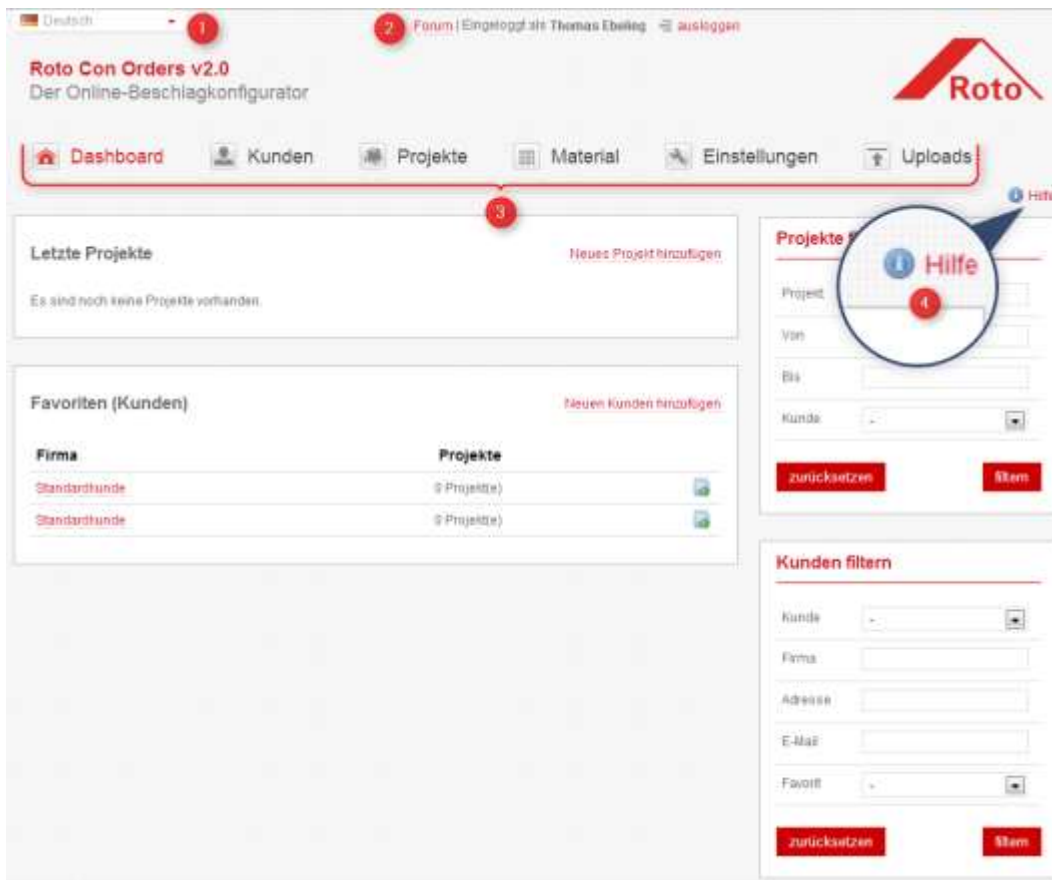 Deutsch
1
2
Forum | Eingeloggt als Thomas Ebeling ausloggen
Roto Con Orders v2.0
Der Online-Beschlagkonfigurator
Roto
Dashboard Kunden Projekte Material Einstellungen Uploads
3
Hilfe
Letzte Projekte Neues Projekt hinzufügen
Es sind noch keine Projekte vorhanden.
Favoriten (Kunden) Neuen Kunden hinzufügen
Firma Projekte
Standardkunde 0 Projekt(e)
Standardkunde 0 Projekt(e)
Projekte f
Hilfe
4
Projekt
Von
Bis
Kunde -
zurücksetzen filtern
Kunden filtern
Kunde -
Firma
Adresse
E-Mail
Favorit -
zurücksetzen filtern